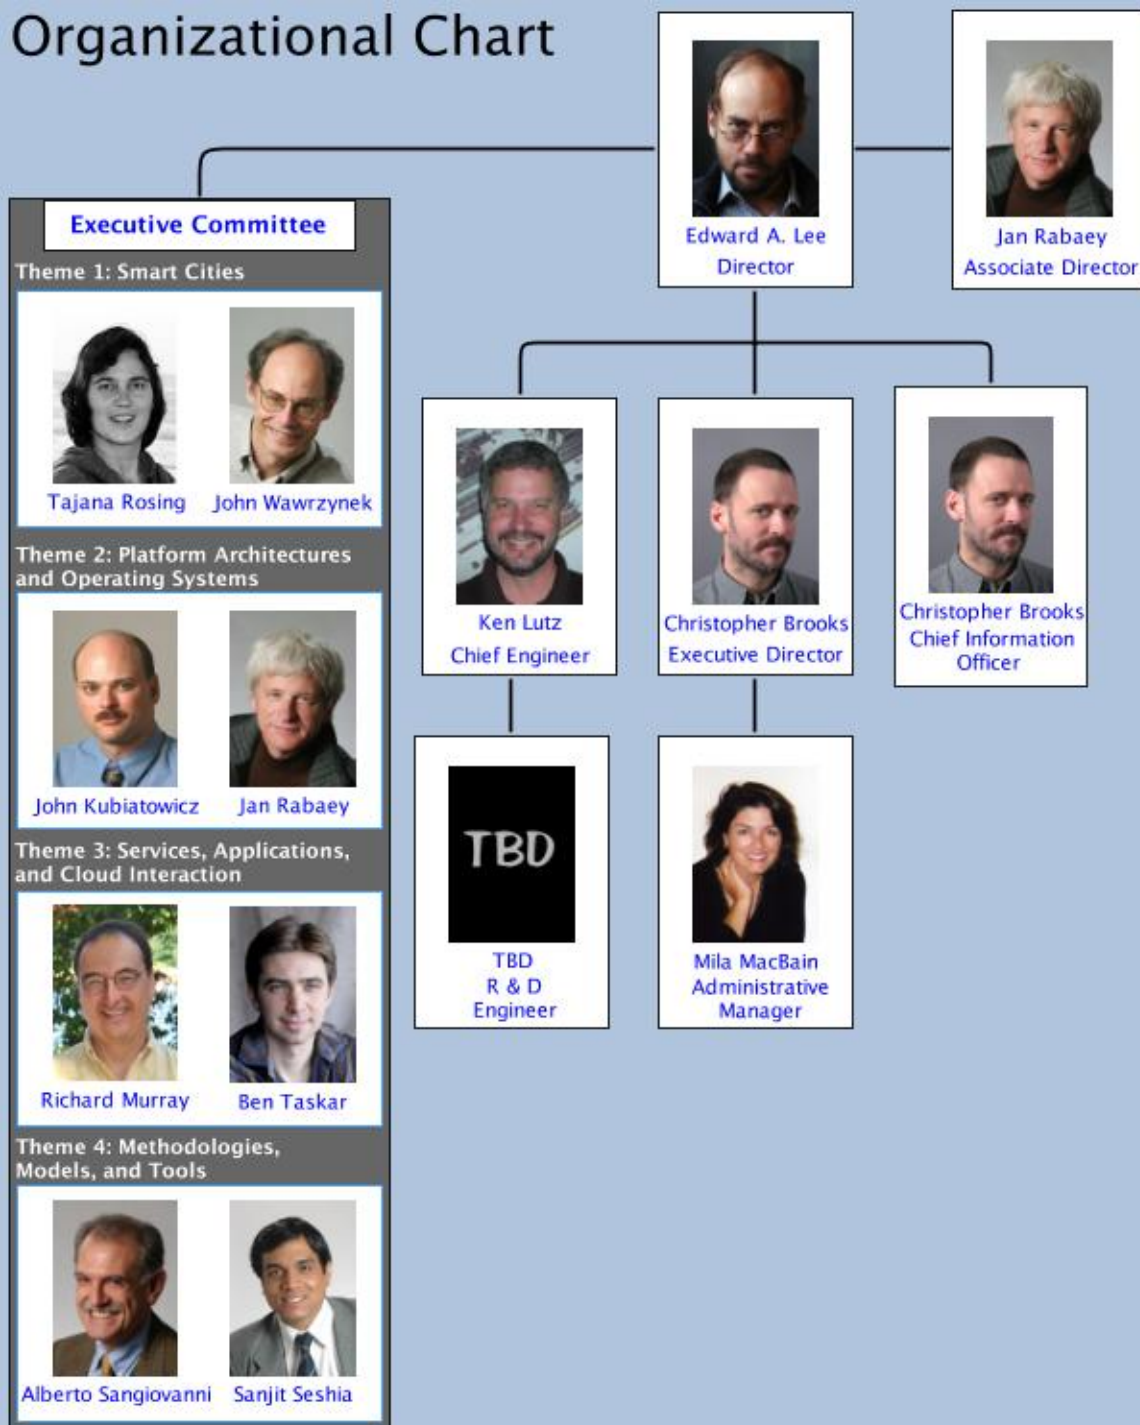 Organizational Chart
Edward A. Lee
Director
Jan Rabaey
Associate Director
Executive Committee
Theme 1: Smart Cities
Tajana Rosing
John Wawrzynek
Theme 2: Platform Architectures
and Operating Systems
John Kubiatowicz
Jan Rabaey
Theme 3: Services, Applications,
and Cloud Interaction
Richard Murray
Ben Taskar
Theme 4: Methodologies,
Models, and Tools
Alberto Sangiovanni
Sanjit Seshia
Ken Lutz
Chief Engineer
Christopher Brooks
Executive Director
Christopher Brooks
Chief Information
Officer
TBD
TBD
R & D
Engineer
Mila MacBain
Administrative
Manager